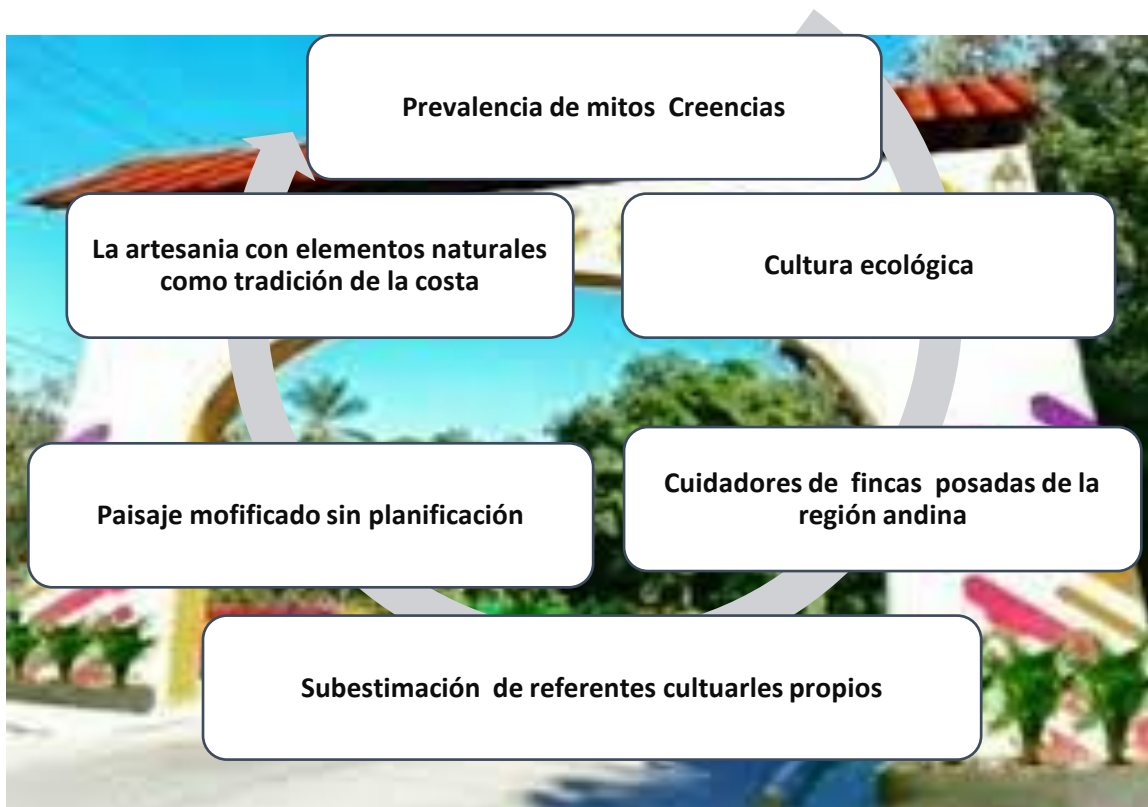 Prevalencia de mitos Creencias
Cultura ecológica
Cuidadores de fincas posadas de la
región andina
Subestimación de referentes cultuarles propios
Paisaje mofificado sin planificación
La artesania con elementos naturales
como tradición de la costa